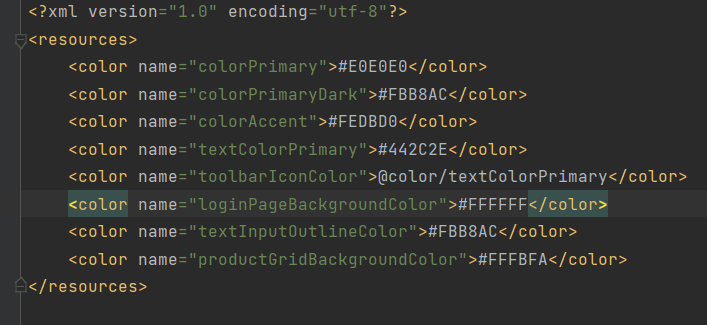 <?xml version="1.0" encoding="utf-8"?>
<resources>
    <color name="colorPrimary">#E0E0E0</color>
    <color name="colorPrimaryDark">#FBB8AC</color>
    <color name="colorAccent">#FEDBD0</color>
    <color name="textColorPrimary">#442C2E</color>
    <color name="toolbarIconColor">@color/textColorPrimary</color>
    <color name="loginPageBackgroundColor">#FFFFFF</color>
    <color name="textInputOutlineColor">#FBB8AC</color>
    <color name="productGridBackgroundColor">#FFFBFA</color>
</resources>